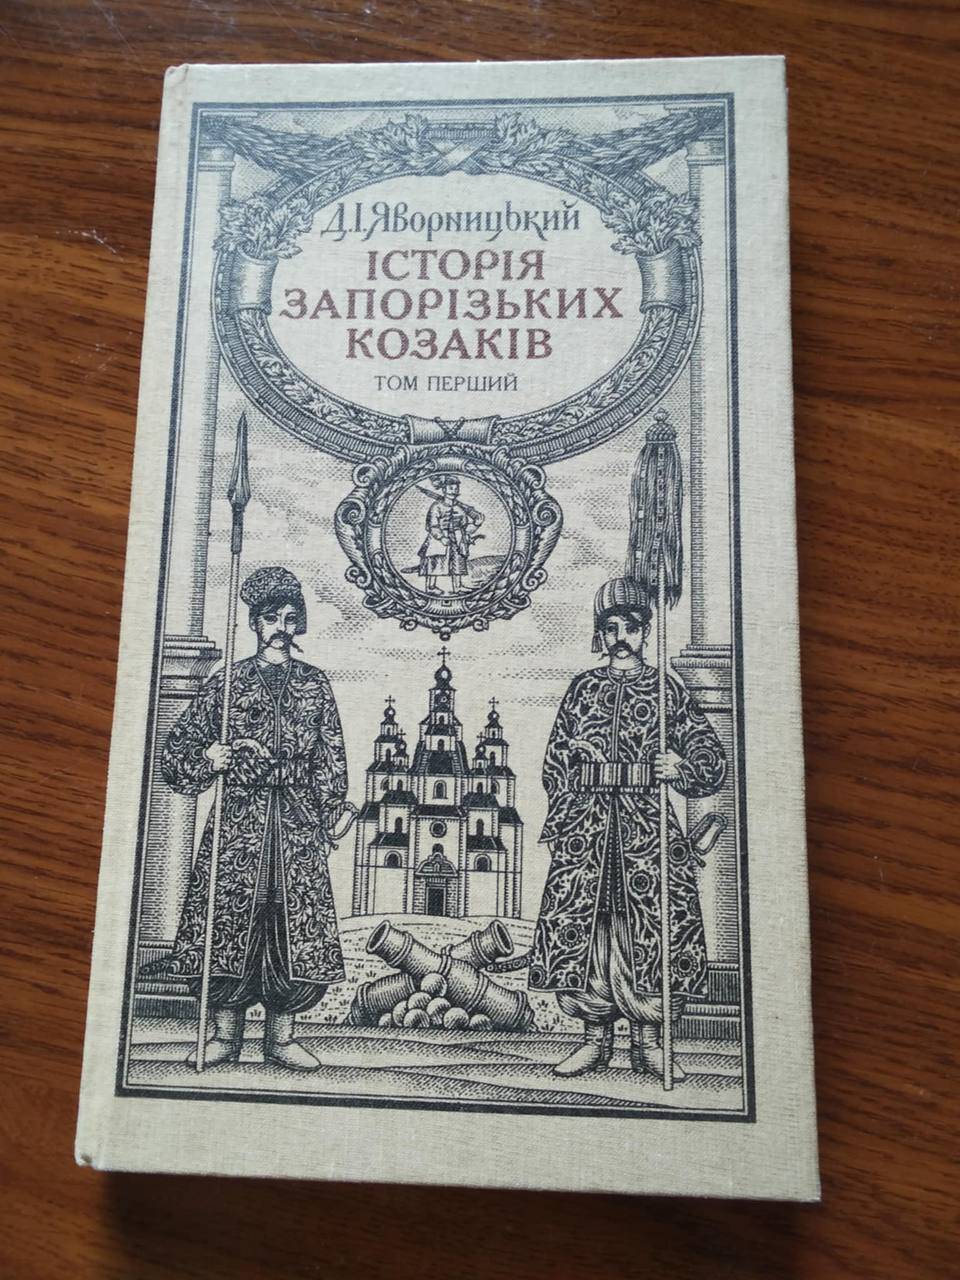 Д.І.Яворницький
ІСТОРІЯ
ЗАПОРІЗЬКИХ
КОЗАКІВ
ТОМ ПЕРШИЙ